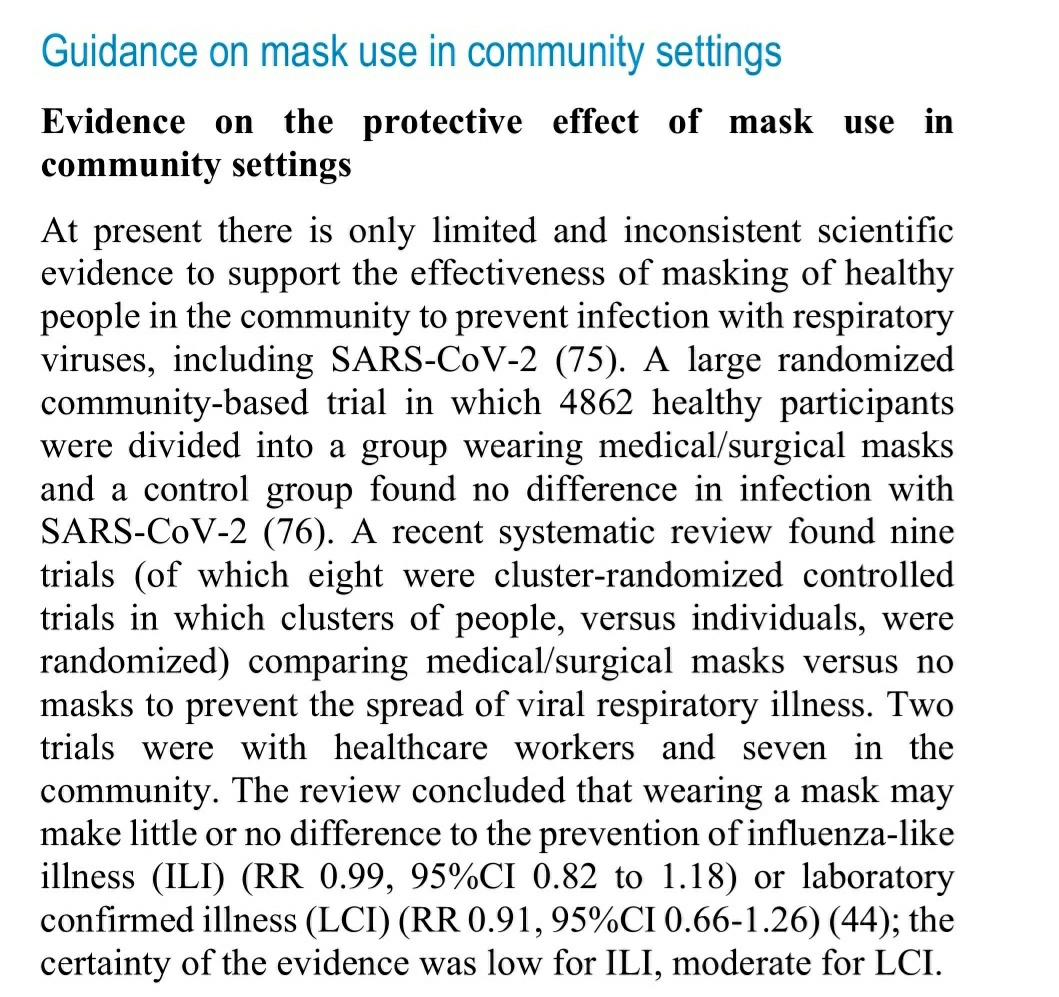 Guidance on mask use in community settings
Evidence on the protective effect of mask use in
community settings
At present there is only limited and inconsistent scientific
evidence to support the effectiveness of masking of healthy
people in the community to prevent infection with respiratory
viruses, including SARS-CoV-2 (75). A large randomized
community-based trial in which 4862 healthy participants
were divided into a group wearing medical/surgical masks
and a control group found no difference in infection with
SARS-CoV-2 (76). A recent systematic review found nine
trials (of which eight were cluster-randomized controlled
trials in which clusters of people, versus individuals, were
randomized) comparing medical/surgical masks versus no
masks to prevent the spread of viral respiratory illness. Two
trials were with healthcare workers and seven in the
community. The review concluded that wearing a mask may
make little or no difference to the prevention of influenza-like
illness (ILI) (RR 0.99, 95%CI 0.82 to 1.18) or laboratory
confirmed illness (LCI) (RR 0.91, 95%CI 0.66-1.26) (44); the
certainty of the evidence was low for ILI, moderate for LCI.